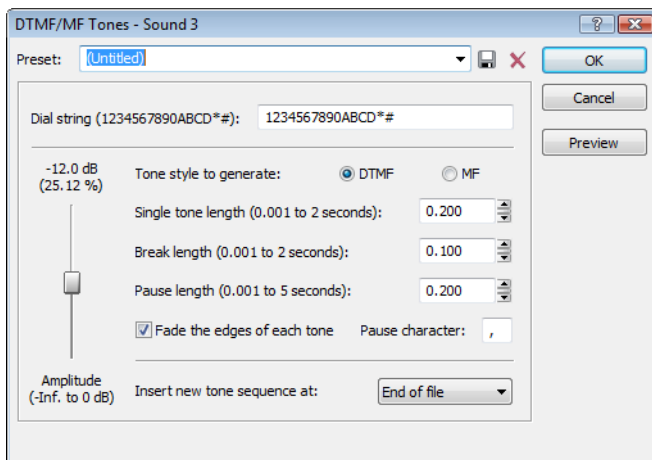 DTMF/MF Tones - Sound 3
Preset: (Untitled)
OK
Cancel
Preview
Dial string (1234567890ABCD*#): 1234567890ABCD*#
-12.0 dB
(25.12 %)
Tone style to generate: DTMF MF
Single tone length (0.001 to 2 seconds): 0.200
Break length (0.001 to 2 seconds): 0.100
Pause length (0.001 to 5 seconds): 0.200
Fade the edges of each tone Pause character: ,
Amplitude
(-Inf. to 0 dB)
Insert new tone sequence at: End of file